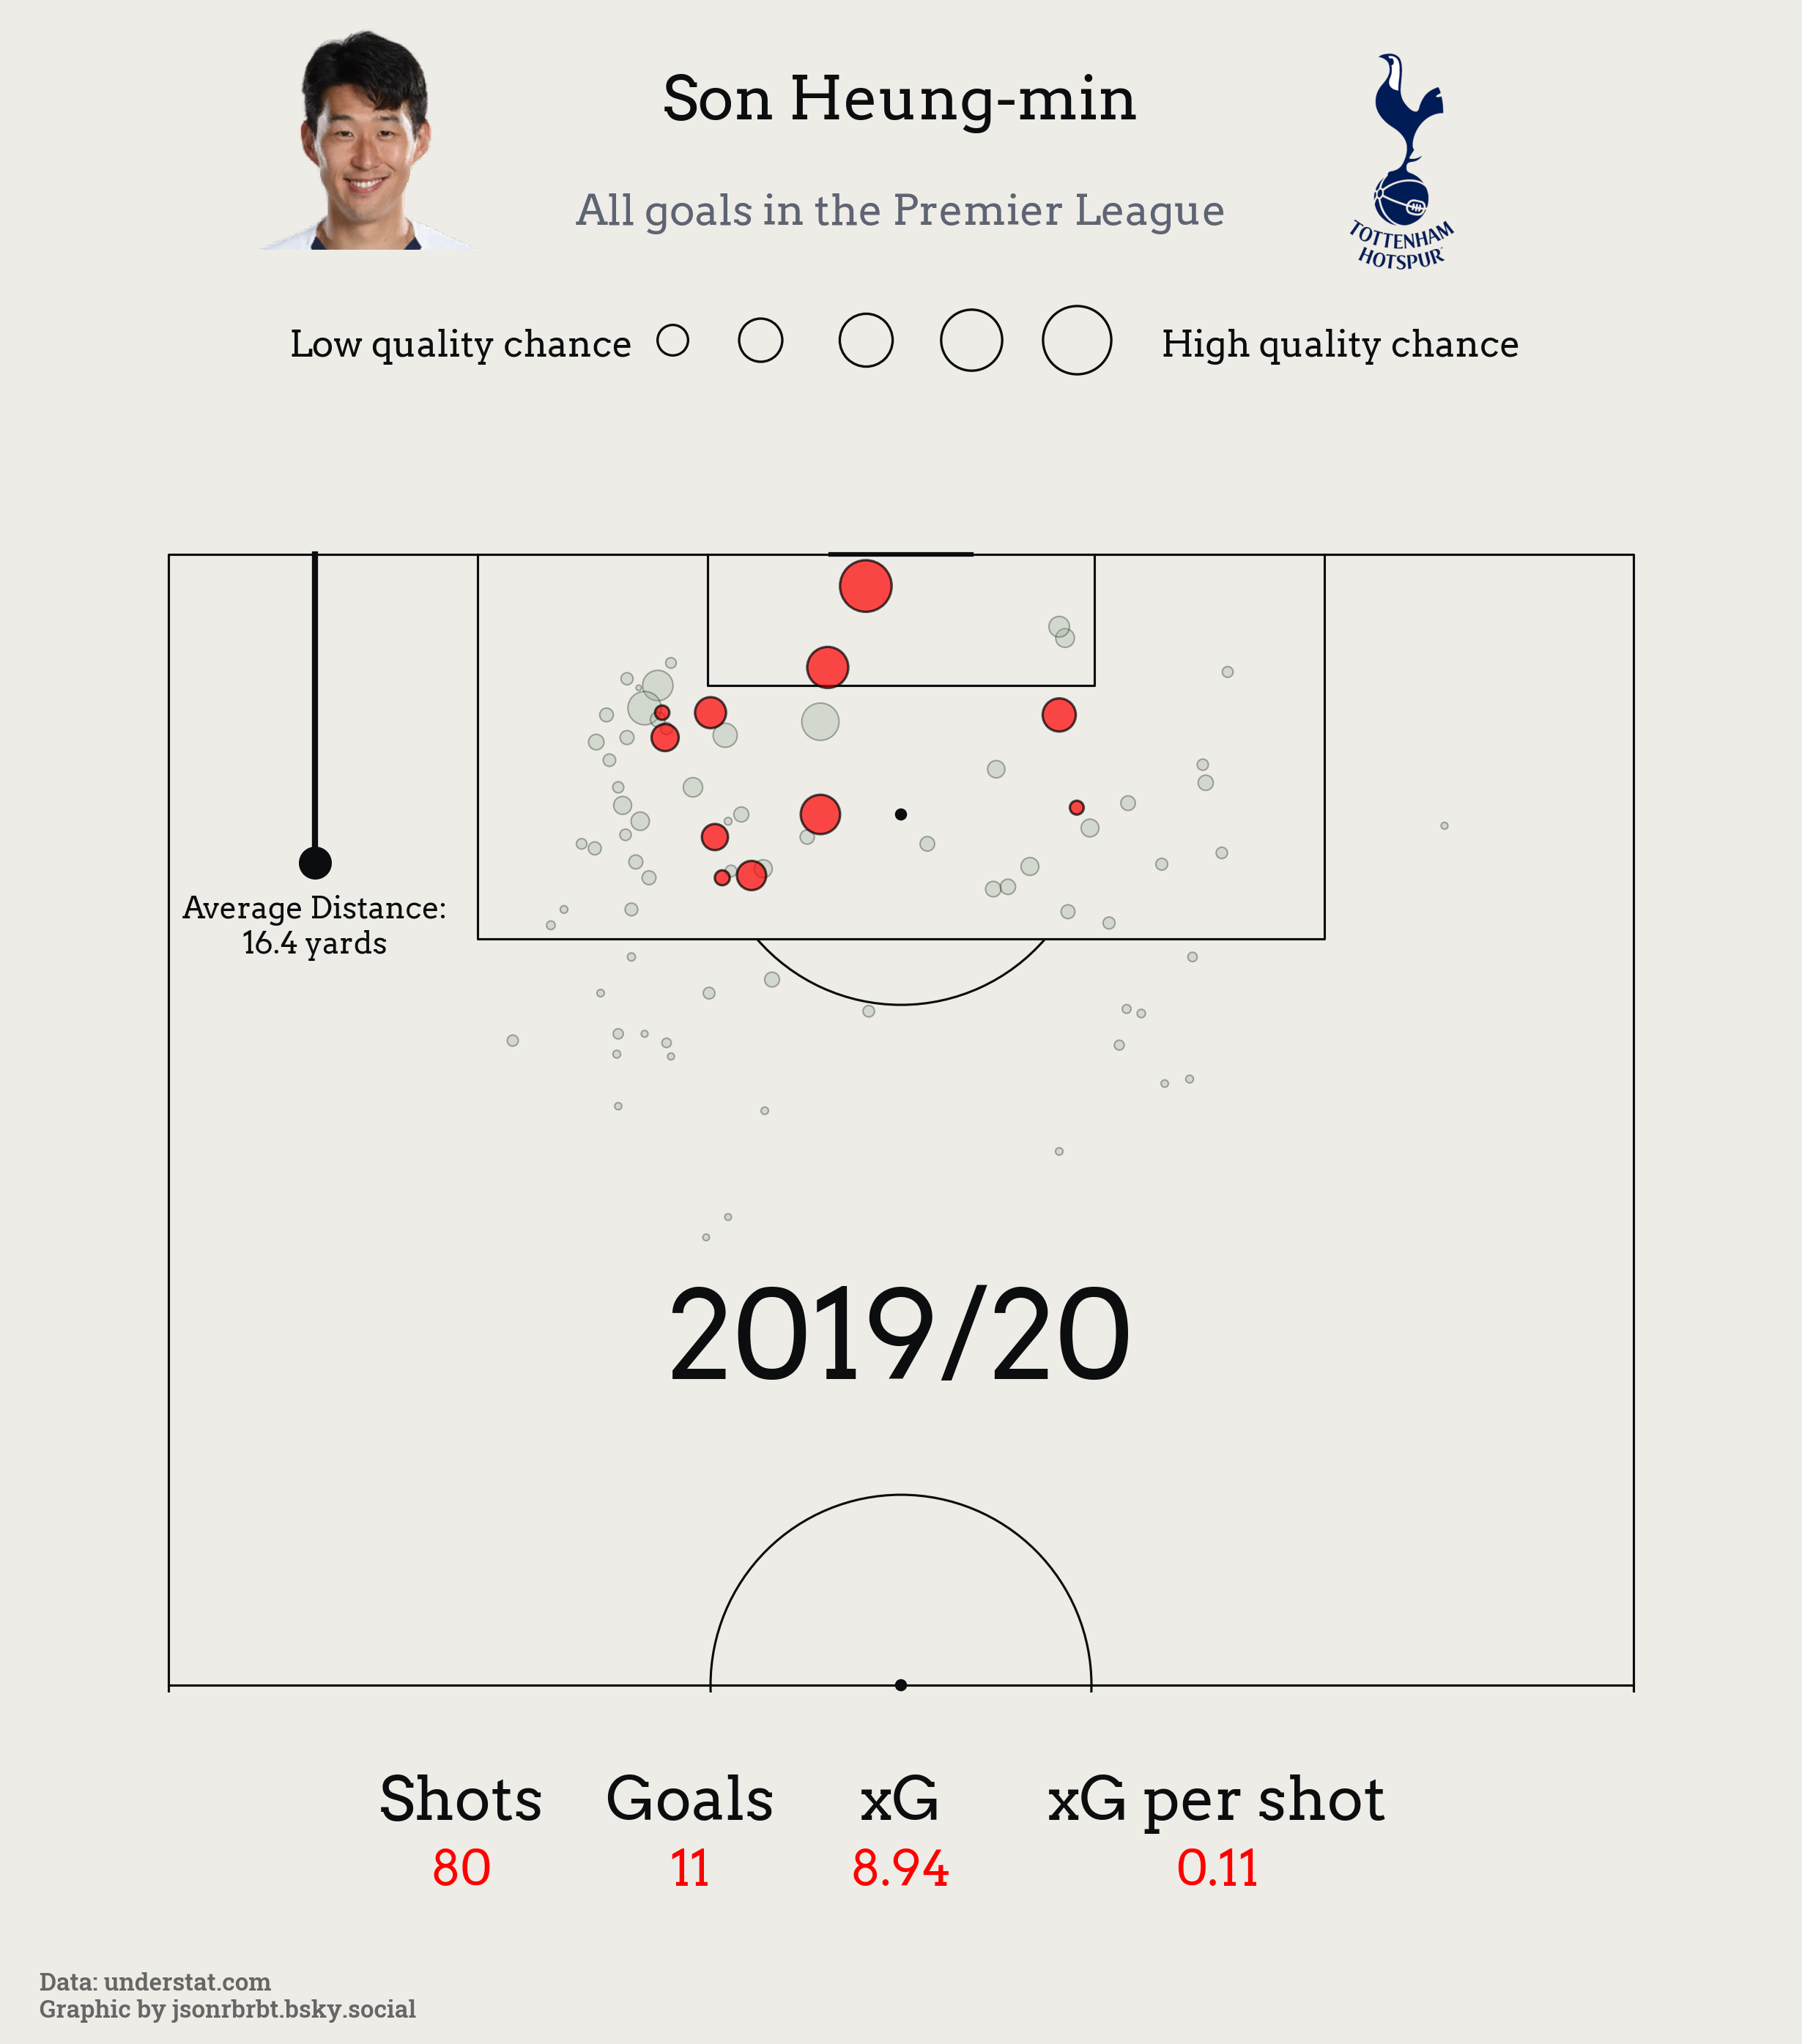 Son Heung-min
All goals in the Premier League
TOTTENHAM
HOTSPUR
Low quality chance
High quality chance
Average Distance:
16.4 yards
2019/20
Shots Goals xG xG per shot
80 11 8.94 0.11
Data: understat.com
Graphic by jsonrbrbt.bsky.social